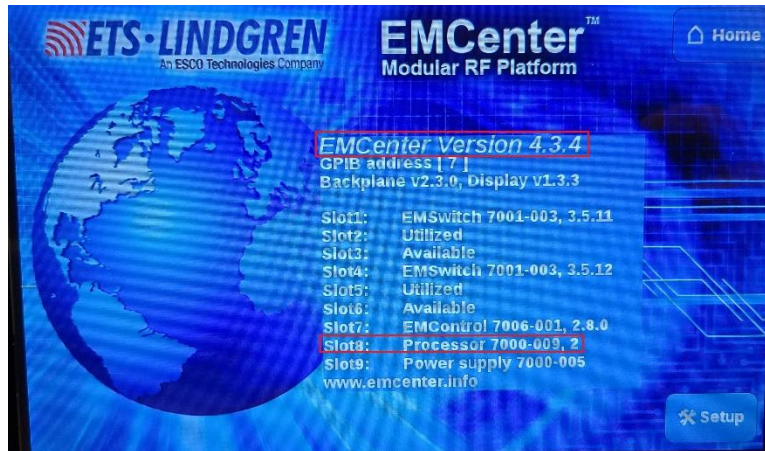 ETS·LINDGREN
An ESCO Technologies Company
EMCenter™
Modular RF Platform
Home
EMCenter Version 4.3.4
GPIB address [ 7 ]
Backplane v2.3.0, Display v1.3.3
Slot1: EMSwitch 7001-003, 3.5.11
Slot2: Utilized
Slot3: Available
Slot4: EMSwitch 7001-003, 3.5.12
Slot5: Utilized
Slot6: Available
Slot7: EMControl 7006-001, 2.8.0
Slot8: Processor 7000-009, 2
Slot9: Power supply 7000-005
www.emcenter.info
Setup